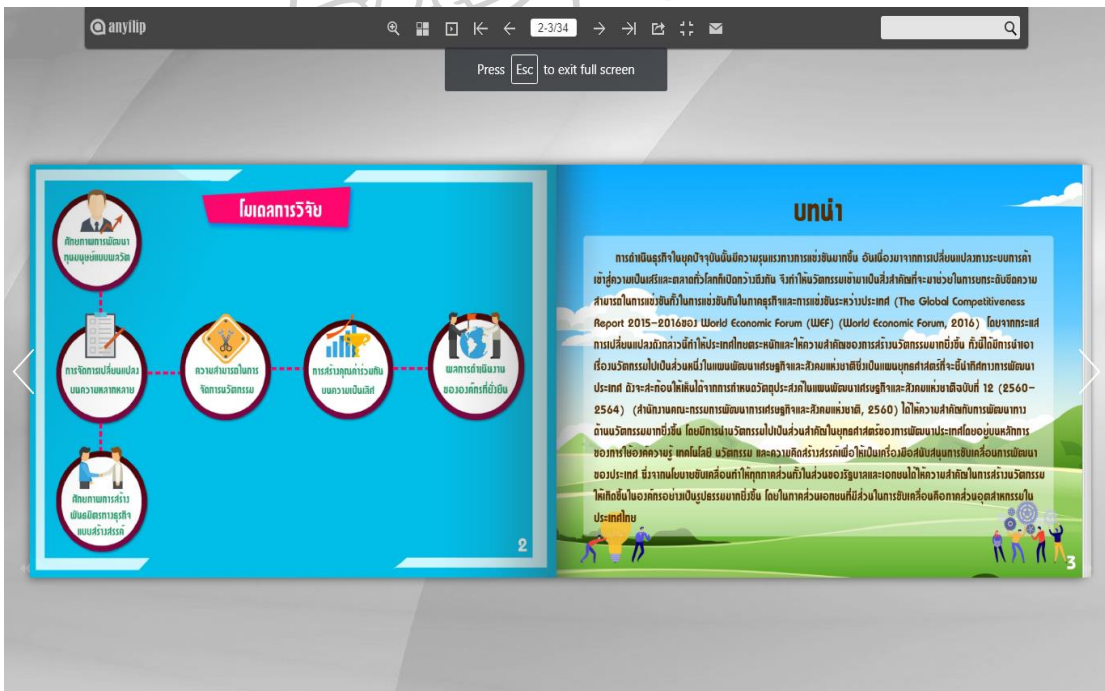 anyflip
2-3/34
Press Esc to exit full screen
โมเดลการวิจัย
ศักยภาพการพัฒนา
ทุนมนุษย์แบบพลวัต
การจัดการเปลี่ยนแปลง
บนความหลากหลาย
ความสามารถในการ
จัดการนวัตกรรม
การสร้างคุณค่าร่วมกัน
บนความเป็นเลิศ
ผลการดำเนินงาน
ขององค์กรที่ยั่งยืน
ศักยภาพการสร้าง
พันธมิตรทางธุรกิจ
แบบสร้างสรรค์
2
บทนำ
การดำเนินธุรกิจในยุคปัจจุบันนั้นมีความรุนแรงทางการแข่งขันมากขึ้น อันเนื่องมาจากการเปลี่ยนแปลงทางระบบการค้า
เข้าสู่ความเป็นเสรีและตลาดทั่วโลกที่เปิดกว้างถึงกัน จึงทำให้นวัตกรรมเข้ามาเป็นสิ่งสำคัญที่จะมาช่วยในการยกระดับขีดความ
สามารถในการแข่งขันทั้งในการแข่งขันกันในภาคธุรกิจและการแข่งขันระหว่างประเทศ (The Global Competitiveness
Report 2015-2016ของ World Economic Forum (WEF) (World Economic Forum, 2016) โดยจากกระแส
การเปลี่ยนแปลงดังกล่าวนี้ทำให้ประเทศไทยตระหนักและให้ความสำคัญของการสร้างนวัตกรรมมากยิ่งขึ้น ทั้งนี้ได้มีการนำเอา
เรื่องนวัตกรรมไปเป็นส่วนหนึ่งในแผนพัฒนาเศรษฐกิจและสังคมแห่งชาติซึ่งเป็นแผนยุทธศาสตร์ที่จะชี้นำทิศทางการพัฒนา
ประเทศ ดังจะสะท้อนให้เห็นได้จากการกำหนดวัตถุประสงค์ในแผนพัฒนาเศรษฐกิจและสังคมแห่งชาติฉบับที่ 12 (2560-
2564) (สำนักงานคณะกรรมการพัฒนาการเศรษฐกิจและสังคมแห่งชาติ, 2560) ได้ให้ความสำคัญกับการพัฒนาทาง
ด้านนวัตกรรมมากยิ่งขึ้น โดยมีการนำนวัตกรรมไปเป็นส่วนสำคัญในยุทธศาสตร์ของการพัฒนาประเทศโดยอยู่บนหลักการ
ของการใช้องค์ความรู้ เทคโนโลยี นวัตกรรม และความคิดสร้างสรรค์เพื่อให้เป็นเครื่องมือสนับสนุนการขับเคลื่อนการพัฒนา
ของประเทศ ซึ่งจากนโยบายขับเคลื่อนทำให้ทุกภาคส่วนทั้งในส่วนของรัฐบาลและเอกชนได้ให้ความสำคัญในการสร้างนวัตกรรม
ให้เกิดขึ้นในองค์กรอย่างเป็นรูปธรรมมากยิ่งขึ้น โดยในภาคส่วนเอกชนที่มีส่วนในการขับเคลื่อนคือภาคส่วนอุตสาหกรรมใน
ประเทศไทย
3